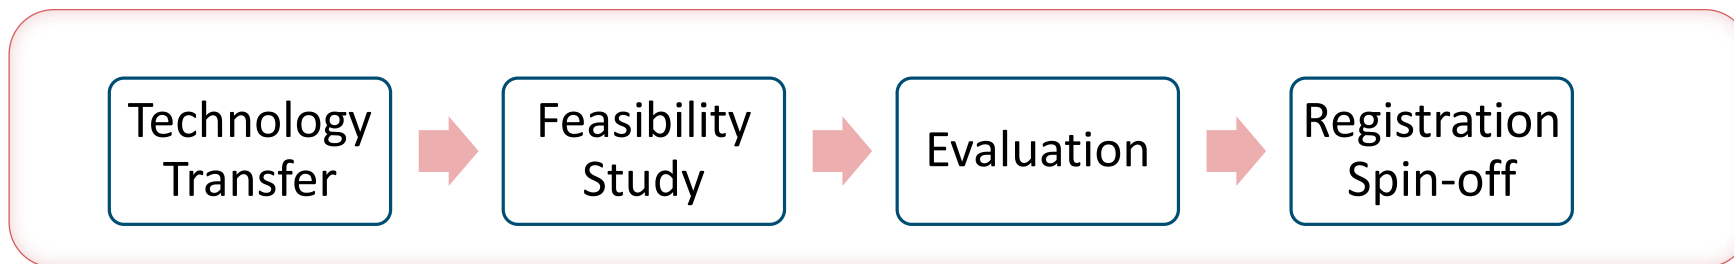 Technology
Transfer
Feasibility
Study
Evaluation
Registration
Spin-off